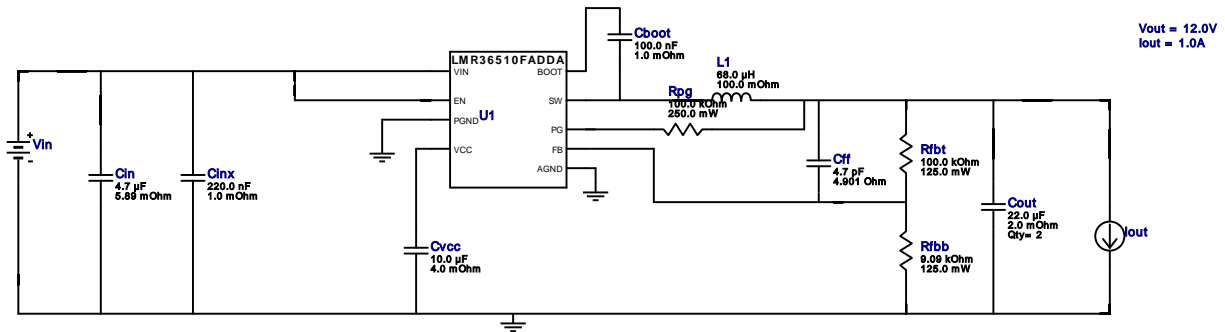 Vout = 12.0V
Iout = 1.0A
Cboot
100.0 nF
1.0 mOhm
LMR36510FADDA
VIN
BOOT
EN
SW
PGND
U1
PG
VCC
FB
AGND
L1
68.0 µH
100.0 mOhm
Rpg
100.0 kOhm
250.0 mW
+
Vin
-
Cin
4.7 µF
5.89 mOhm
Cinx
220.0 nF
1.0 mOhm
Cff
4.7 pF
4.901 Ohm
Rfbt
100.0 kOhm
125.0 mW
Cout
22.0 µF
2.0 mOhm
Qty= 2
Iout
Cvcc
10.0 µF
4.0 mOhm
Rfbb
9.09 kOhm
125.0 mW